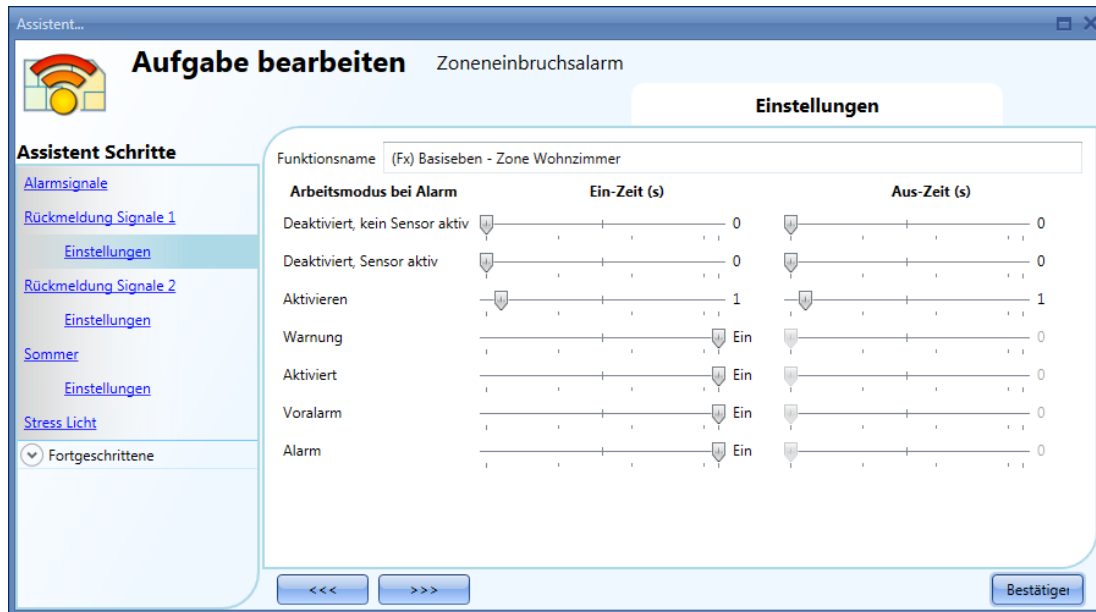 Assistent...
Aufgabe bearbeiten Zoneneinbruchsalarm
Einstellungen
Assistent Schritte
Alarmsignale
Rückmeldung Signale 1
Einstellungen
Rückmeldung Signale 2
Einstellungen
Sommer
Einstellungen
Stress Licht
Fortgeschrittene
Funktionsname (Fx) Basiseben - Zone Wohnzimmer
Arbeitsmodus bei Alarm Ein-Zeit (s) Aus-Zeit (s)
Deaktiviert, kein Sensor aktiv 0 0
Deaktiviert, Sensor aktiv 0 0
Aktivieren 1 1
Warnung Ein 0
Aktiviert Ein 0
Voralarm Ein 0
Alarm Ein 0
<<< >>> Bestätiger